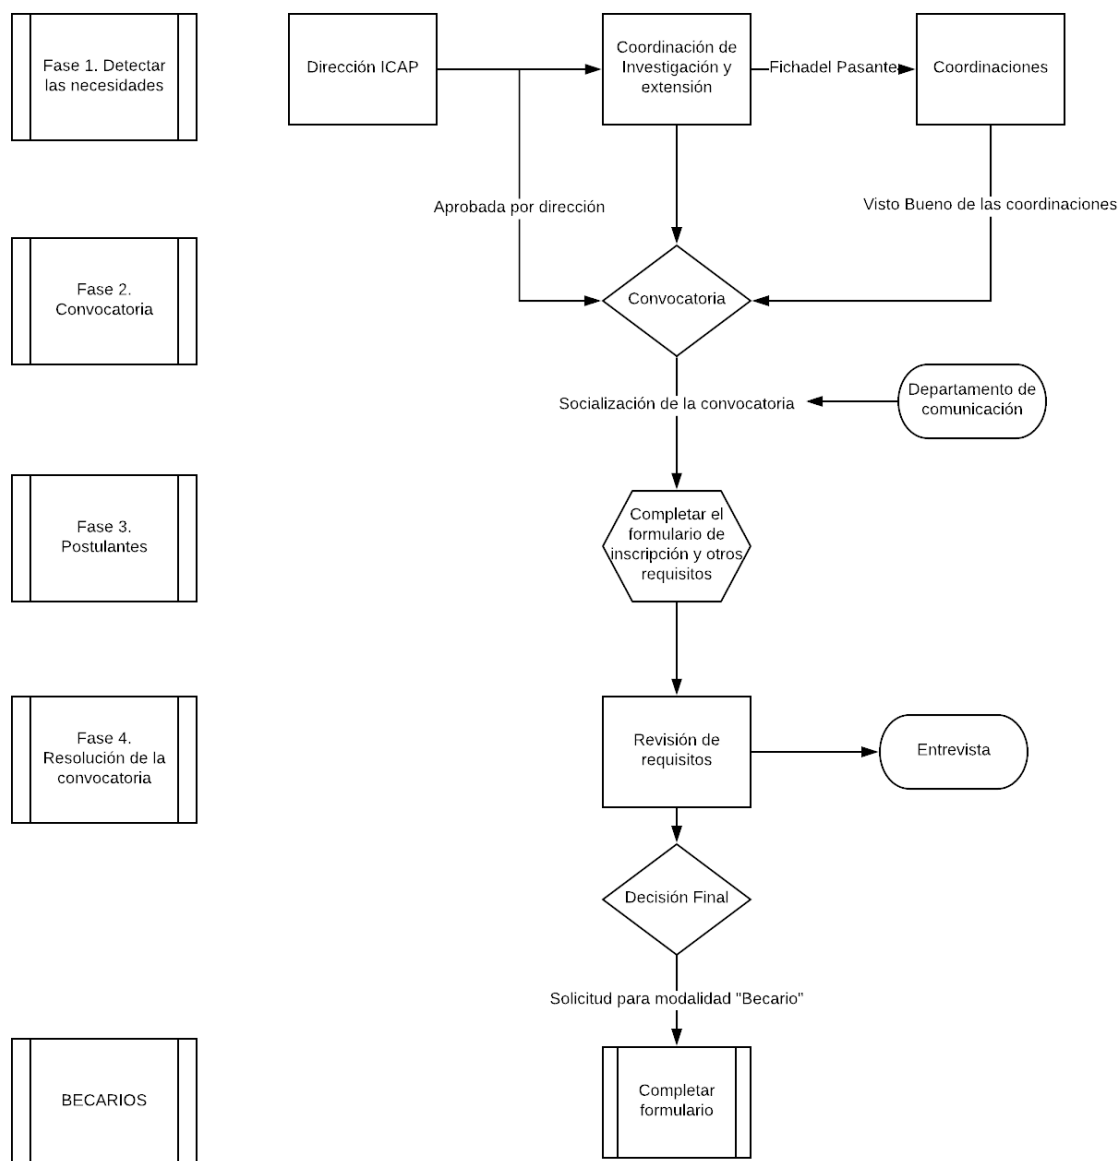 Fase 1. Detectar
las necesidades
Dirección ICAP
Coordinación de
Investigación y
extensión
Fichadel Pasante
Coordinaciones
Aprobada por dirección
Visto Bueno de las coordinaciones
Fase 2.
Convocatoria
Convocatoria
Socialización de la convocatoria
Departamento de
comunicación
Fase 3.
Postulantes
Completar el
formulario de
inscripción y otros
requisitos
Fase 4.
Resolución de la
convocatoria
Revisión de
requisitos
Entrevista
Decisión Final
Solicitud para modalidad "Becario"
BECARIOS
Completar
formulario